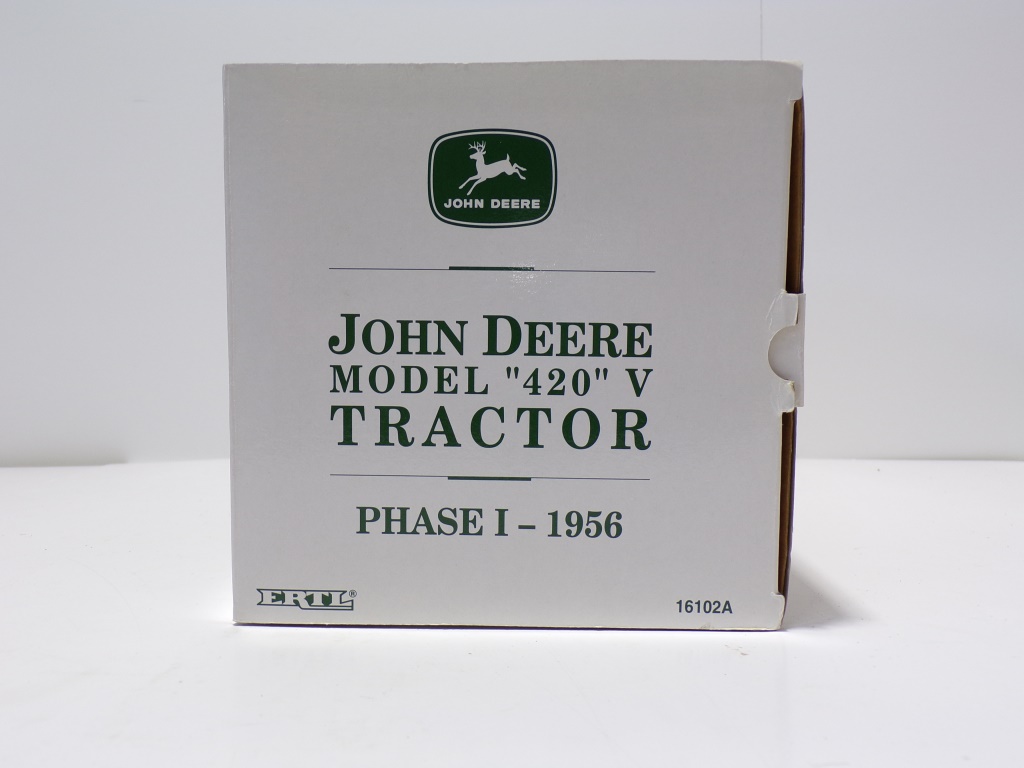 JOHN DEERE
JOHN DEERE
MODEL "420" V
TRACTOR
PHASE I – 1956
ERTL®
16102A